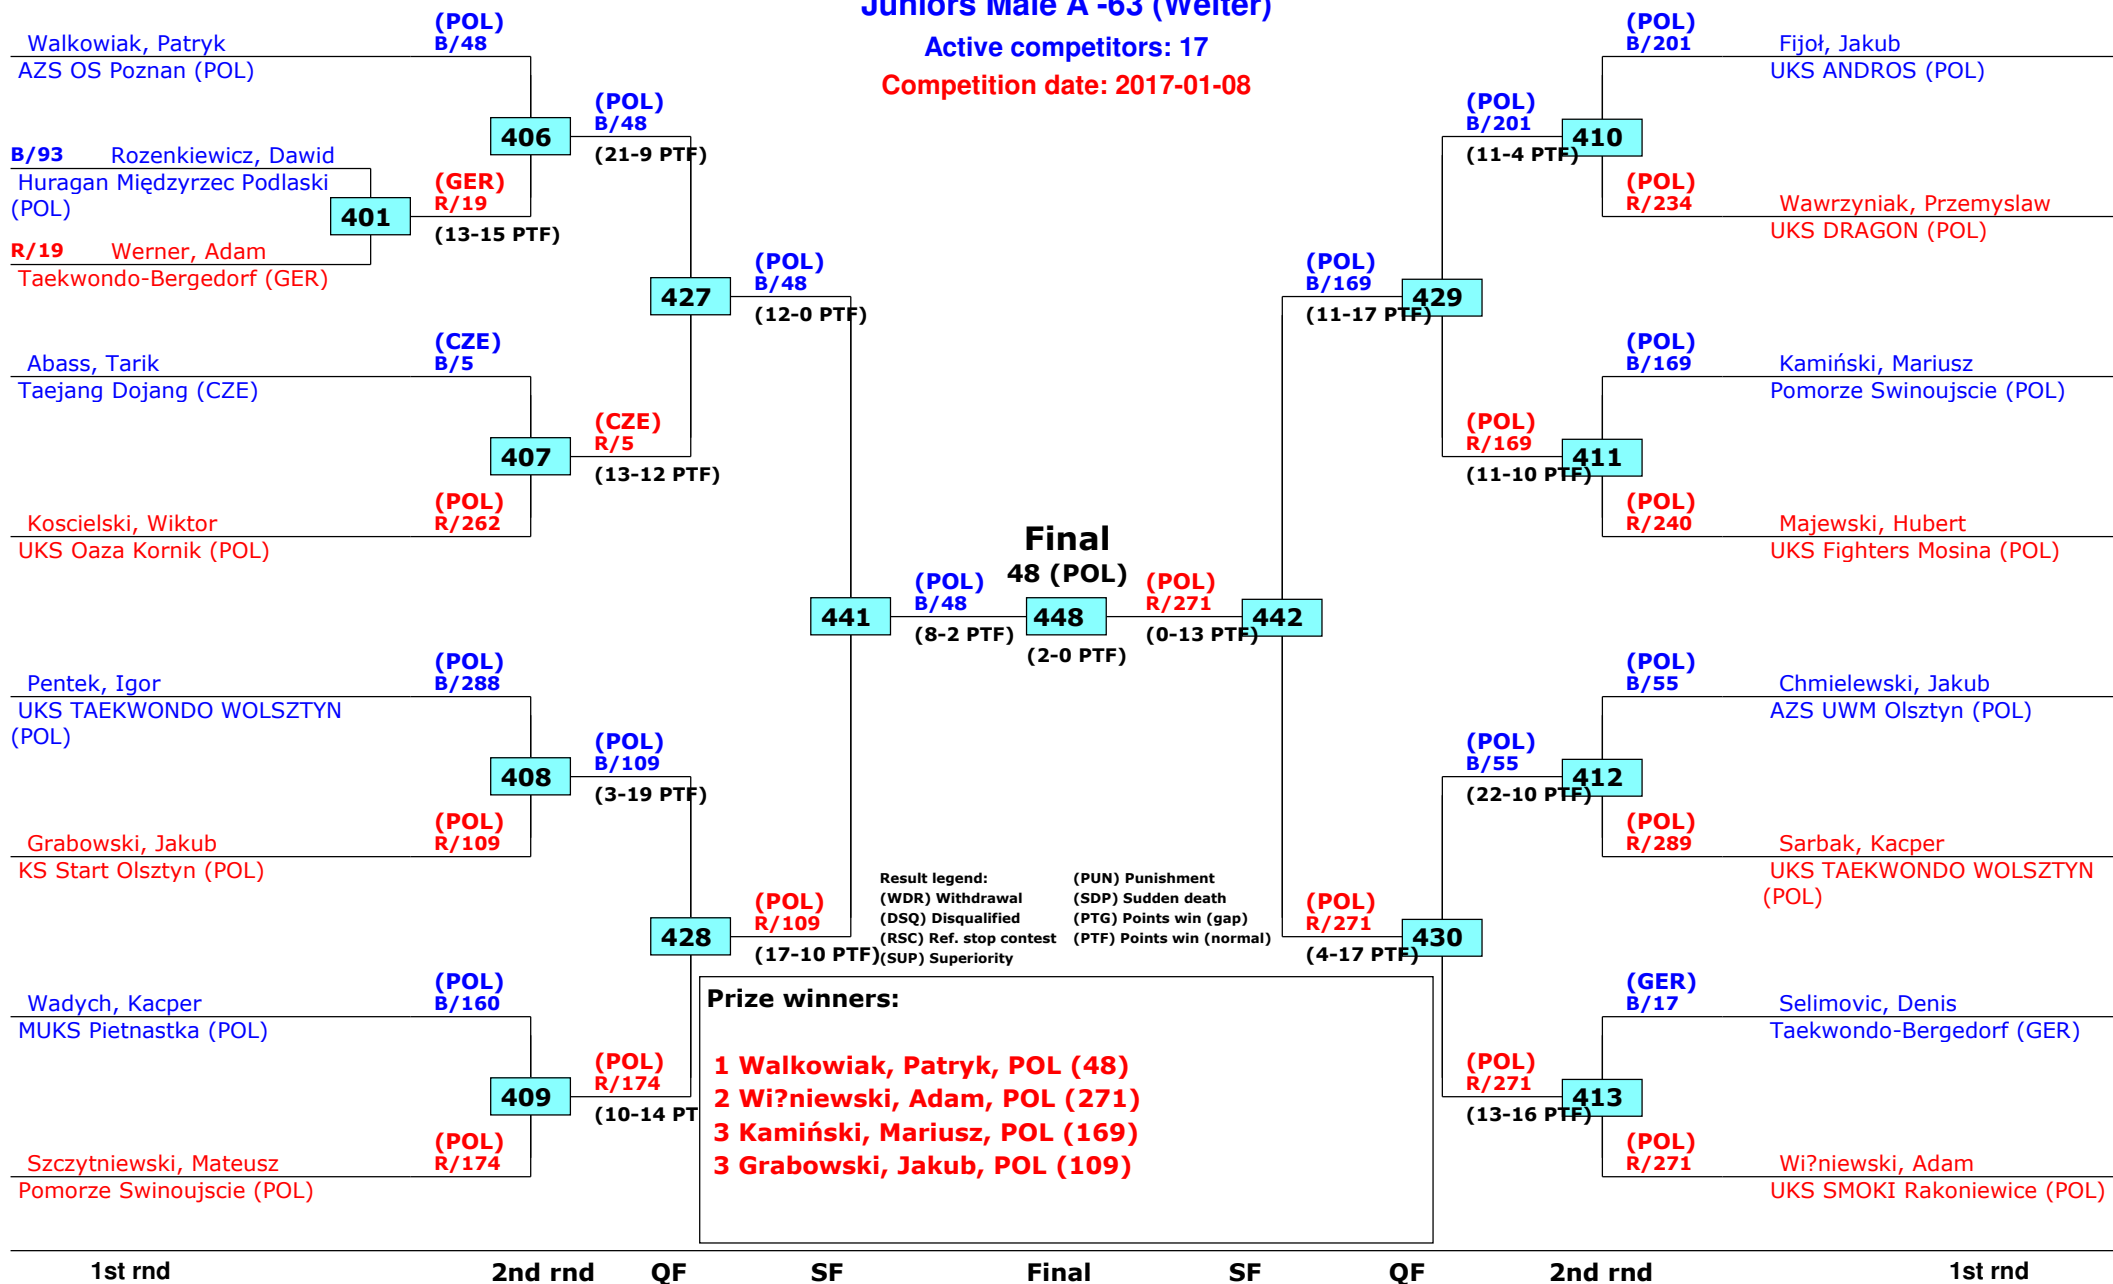 Juniors Male A -63 (Welter)
Active competitors: 17
Competition date: 2017-01-08
(POL)
Walkowiak, Patryk B/48
AZS OS Poznan (POL)
(POL)
B/48
406
(21-9 PTF)
B/93 Rozenkiewicz, Dawid
Huragan Międzyrzec Podlaski
(POL)
(GER)
R/19
401
(13-15 PTF)
R/19 Werner, Adam
Taekwondo-Bergedorf (GER)
(POL)
B/48
427
(12-0 PTF)
(CZE)
Abass, Tarik B/5
Taejang Dojang (CZE)
(CZE)
R/5
407
(13-12 PTF)
(POL)
Koscielski, Wiktor R/262
UKS Oaza Kornik (POL)
(POL)
B/48
441
(8-2 PTF)
(POL)
Pentek, Igor B/288
UKS TAEKWONDO WOLSZTYN
(POL)
(POL)
B/109
408
(3-19 PTF)
(POL)
Grabowski, Jakub R/109
KS Start Olsztyn (POL)
(POL)
R/109
428
(17-10 PTF)
(POL)
Wadych, Kacper B/160
MUKS Pietnastka (POL)
(POL)
R/174
409
(10-14 PT
(POL)
Szczytniewski, Mateusz R/174
Pomorze Swinoujscie (POL)
Final
48 (POL)
448
(2-0 PTF)
(POL)
R/271
442
(0-13 PTF)
(POL)
B/201 Fijoł, Jakub
UKS ANDROS (POL)
(POL)
B/201
410
(11-4 PTF)
(POL)
R/234 Wawrzyniak, Przemyslaw
UKS DRAGON (POL)
(POL)
B/169
429
(11-17 PTF)
(POL)
B/169 Kamiński, Mariusz
Pomorze Swinoujscie (POL)
(POL)
R/169
411
(11-10 PTF)
(POL)
R/240 Majewski, Hubert
UKS Fighters Mosina (POL)
(POL)
B/55 Chmielewski, Jakub
AZS UWM Olsztyn (POL)
(POL)
B/55
412
(22-10 PTF)
(POL)
R/289 Sarbak, Kacper
UKS TAEKWONDO WOLSZTYN
(POL)
(POL)
R/271
430
(4-17 PTF)
(GER)
B/17 Selimovic, Denis
Taekwondo-Bergedorf (GER)
(POL)
R/271
413
(13-16 PTF)
(POL)
R/271 Wi?niewski, Adam
UKS SMOKI Rakoniewice (POL)
Result legend: (PUN) Punishment
(WDR) Withdrawal (SDP) Sudden death
(DSQ) Disqualified (PTG) Points win (gap)
(RSC) Ref. stop contest (PTF) Points win (normal)
(SUP) Superiority
Prize winners:
1 Walkowiak, Patryk, POL (48)
2 Wi?niewski, Adam, POL (271)
3 Kamiński, Mariusz, POL (169)
3 Grabowski, Jakub, POL (109)
1st rnd 2nd rnd QF SF Final SF QF 2nd rnd 1st rnd